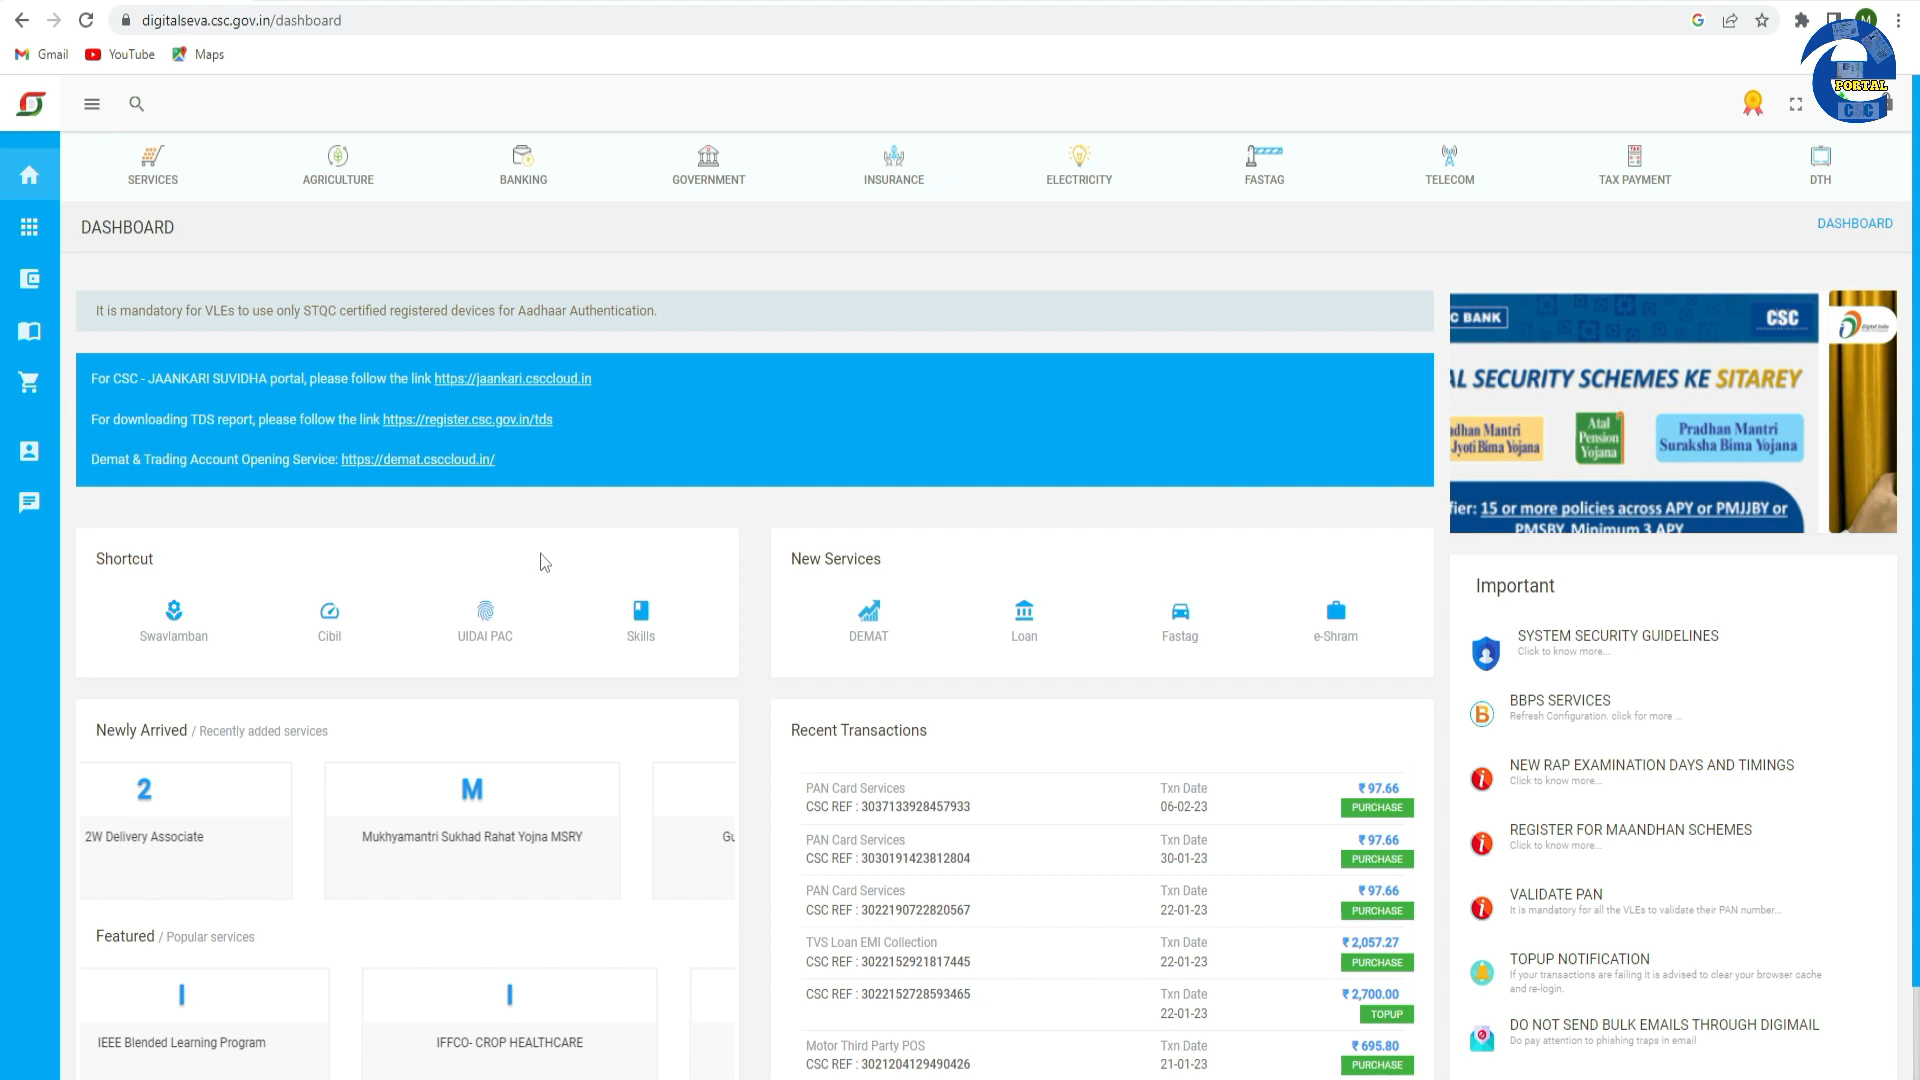 digitalseva.csc.gov.in/dashboard
M
Gmail
YouTube
Maps
PORTAL
CSC
SERVICES
AGRICULTURE
BANKING
GOVERNMENT
INSURANCE
ELECTRICITY
FASTAG
TELECOM
TAX PAYMENT
DTH
DASHBOARD
DASHBOARD
It is mandatory for VLEs to use only STQC certified registered devices for Aadhaar Authentication.
For CSC - JAANKARI SUVIDHA portal, please follow the link https://jaankari.csccloud.in
For downloading TDS report, please follow the link https://register.csc.gov.in/tds
Demat & Trading Account Opening Service: https://demat.csccloud.in/
C BANK
CSC
AL SECURITY SCHEMES KE SITAREY
adhan Mantri
Jyoti Bima Yojana
Atal
Pension
Yojana
Pradhan Mantri
Suraksha Bima Yojana
fier: 15 or more policies across APY or PMJJBY or
PMSBY. Minimum 3 APY
Digital India
Shortcut
Swavlamban
Cibil
UIDAI PAC
Skills
New Services
DEMAT
Loan
Fastag
e-Shram
Newly Arrived / Recently added services
2
2W Delivery Associate
M
Mukhyamantri Sukhad Rahat Yojna MSRY
Gu
Featured / Popular services
I
IEEE Blended Learning Program
I
IFFCO- CROP HEALTHCARE
Recent Transactions
PAN Card Services
CSC REF : 3037133928457933
Txn Date
06-02-23
₹ 97.66
PURCHASE
PAN Card Services
CSC REF : 3030191423812804
Txn Date
30-01-23
₹ 97.66
PURCHASE
PAN Card Services
CSC REF : 3022190722820567
Txn Date
22-01-23
₹ 97.66
PURCHASE
TVS Loan EMI Collection
CSC REF : 3022152921817445
Txn Date
22-01-23
₹ 2,057.27
PURCHASE
CSC REF : 3022152728593465
Txn Date
22-01-23
₹ 2,700.00
TOPUP
Motor Third Party POS
CSC REF : 3021204129490426
Txn Date
21-01-23
₹ 695.80
PURCHASE
Important
SYSTEM SECURITY GUIDELINES
Click to know more...
BBPS SERVICES
Refresh Configuration. click for more ...
NEW RAP EXAMINATION DAYS AND TIMINGS
Click to know more...
REGISTER FOR MAANDHAN SCHEMES
Click to know more...
VALIDATE PAN
It is mandatory for all the VLEs to validate their PAN number...
TOPUP NOTIFICATION
If your transactions are failing it is advised to clear your browser cache
and re-login.
DO NOT SEND BULK EMAILS THROUGH DIGIMAIL
Do pay attention to phishing traps in email